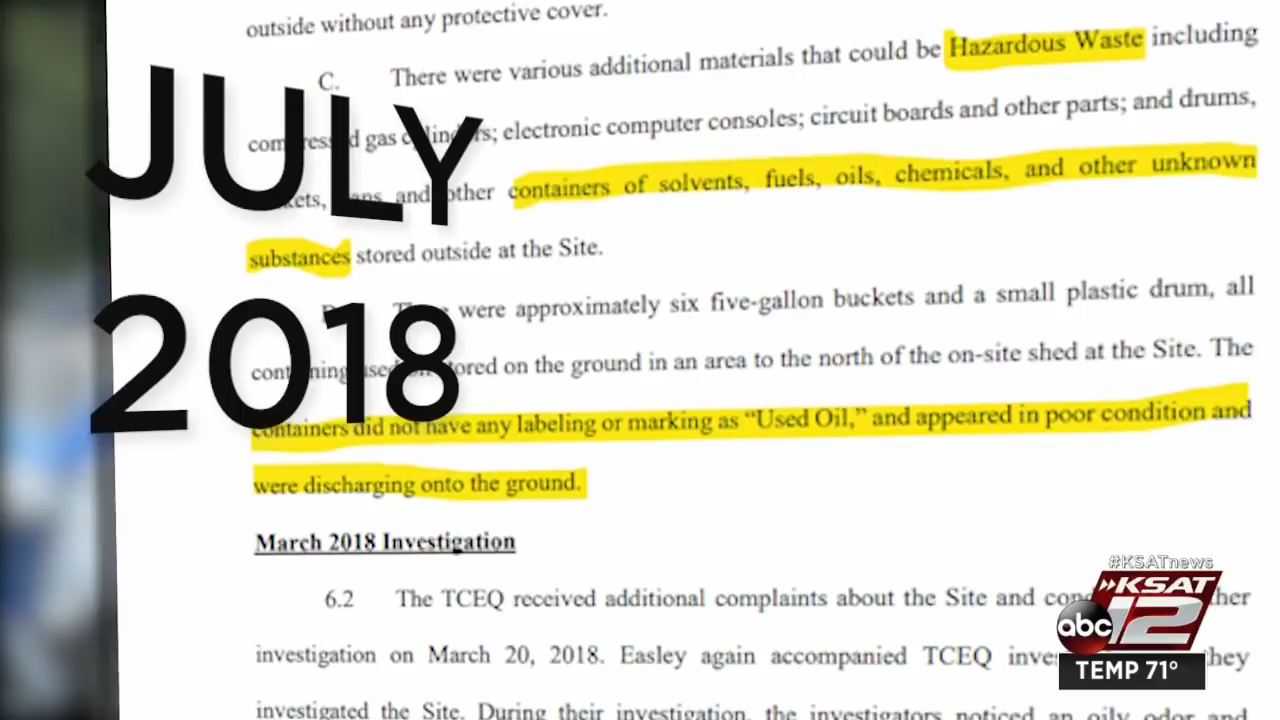 outside without any protective cover.
C. There were various additional materials that could be Hazardous Waste including
gas electronic computer consoles; circuit boards and other parts; and drums,
and other containers of solvents, fuels, oils, chemicals, and other unknown
substances stored outside at the Site.
were approximately six five-gallon buckets and a small plastic drum, all
on the ground in an area to the north of the on-site shed at the Site. The
containers did not have any labeling or marking as “Used Oil,” and appeared in poor condition and
were discharging onto the ground.
March 2018 Investigation
6.2 The TCEQ received additional complaints about the Site and
investigation on March 20, 2018. Easley again accompanied TCEQ they
investigated the Site. During their investigation, the investigators noticed an oily odor and
JULY
2018
#KSATnews
KSAT
abc 12
TEMP 71°